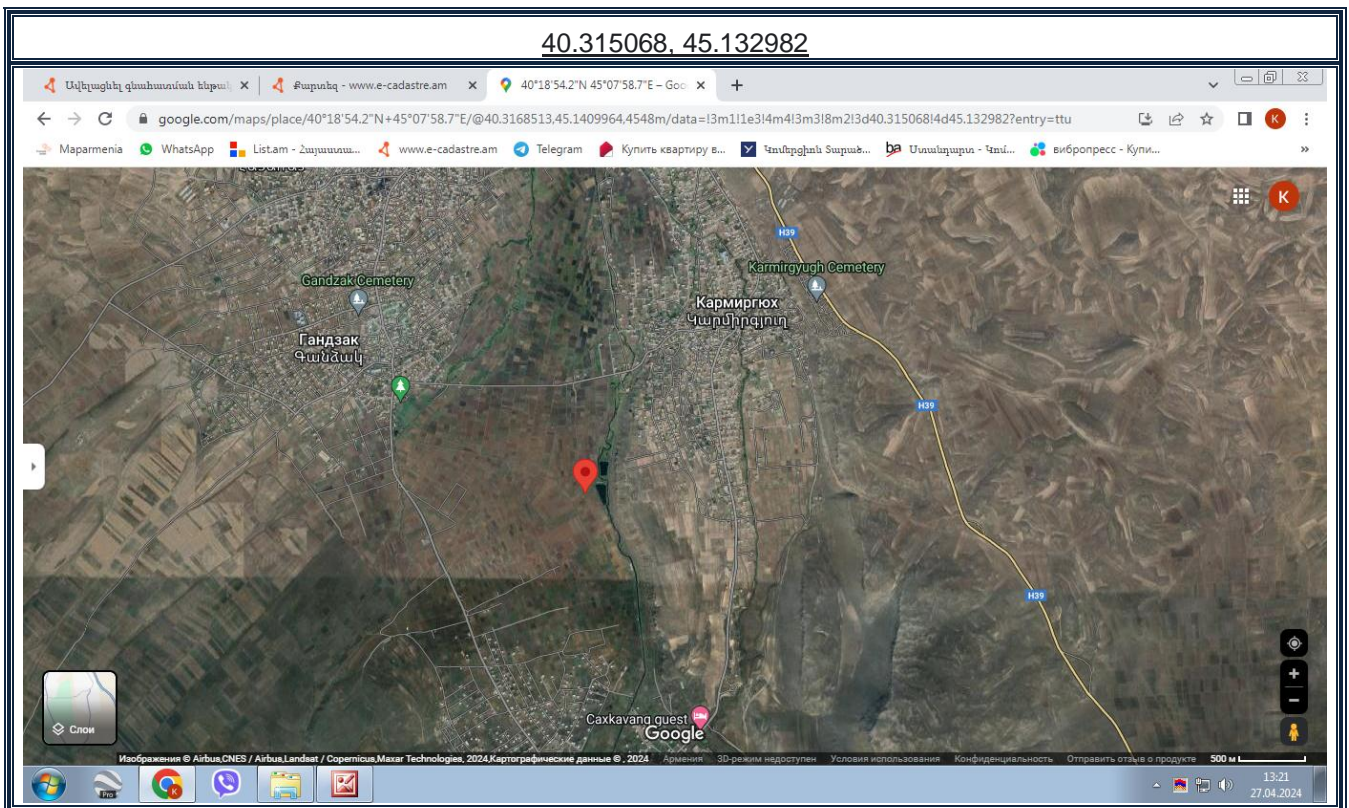 40.315068, 45.132982
Ավելացնել գնահատման ենթակ
Քարտեզ - www.e-cadastre.am
40°18'54.2"N 45°07'58.7"E – Goo
google.com/maps/place/40°18'54.2"N+45°07'58.7"E/@40.3168513,45.1409964,4548m/data=!3m1!1e3!4m4!3m3!8m2!3d40.315068!4d45.132982?entry=ttu
K
Maparmenia
WhatsApp
List.am - Հայաստա...
www.e-cadastre.am
Telegram
Купить квартиру в...
Կոմերցիոն Տարած...
Առանձնատ - Կոմ...
вибропресс - Купи...
K
H39
Gandzak Cemetery
Karmirgyugh Cemetery
Кармиргюх
Կարմիրգյուղ
Гандзак
Գանձակ
H39
H39
Caxkavang guest
Google
Слои
Изображения © Airbus,CNES / Airbus,Landsat / Copernicus,Maxar Technologies, 2024,Картографические данные © , 2024 Армения 3D-режим недоступен Условия использования Конфиденциальность Отправить отзыв о продукте 500 м
Pro
13:21
27.04.2024